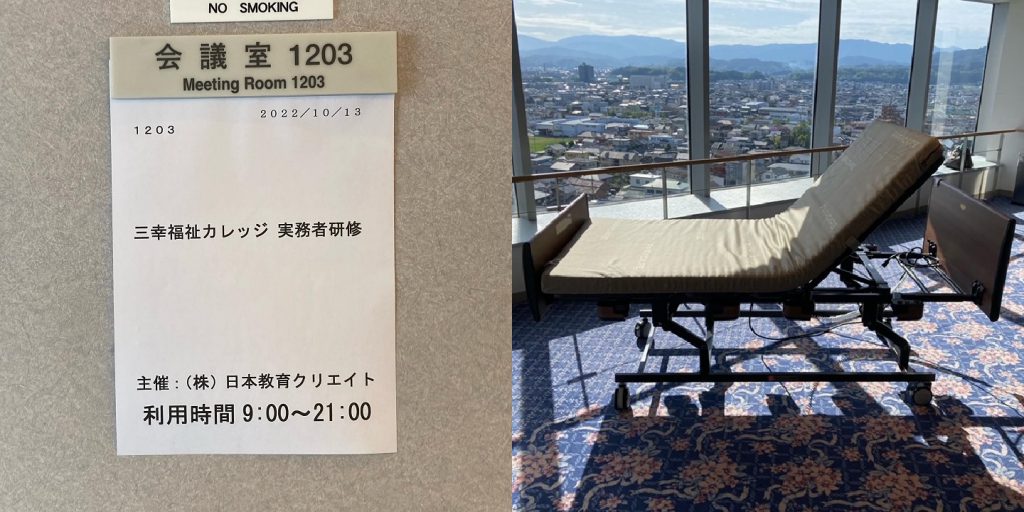 NO SMOKING
会議室 1203
Meeting Room 1203
２０２２／１０／１３
１２０３
三幸福祉カレッジ 実務者研修
主催：（株）日本教育クリエイト
利用時間 9：00～21：00